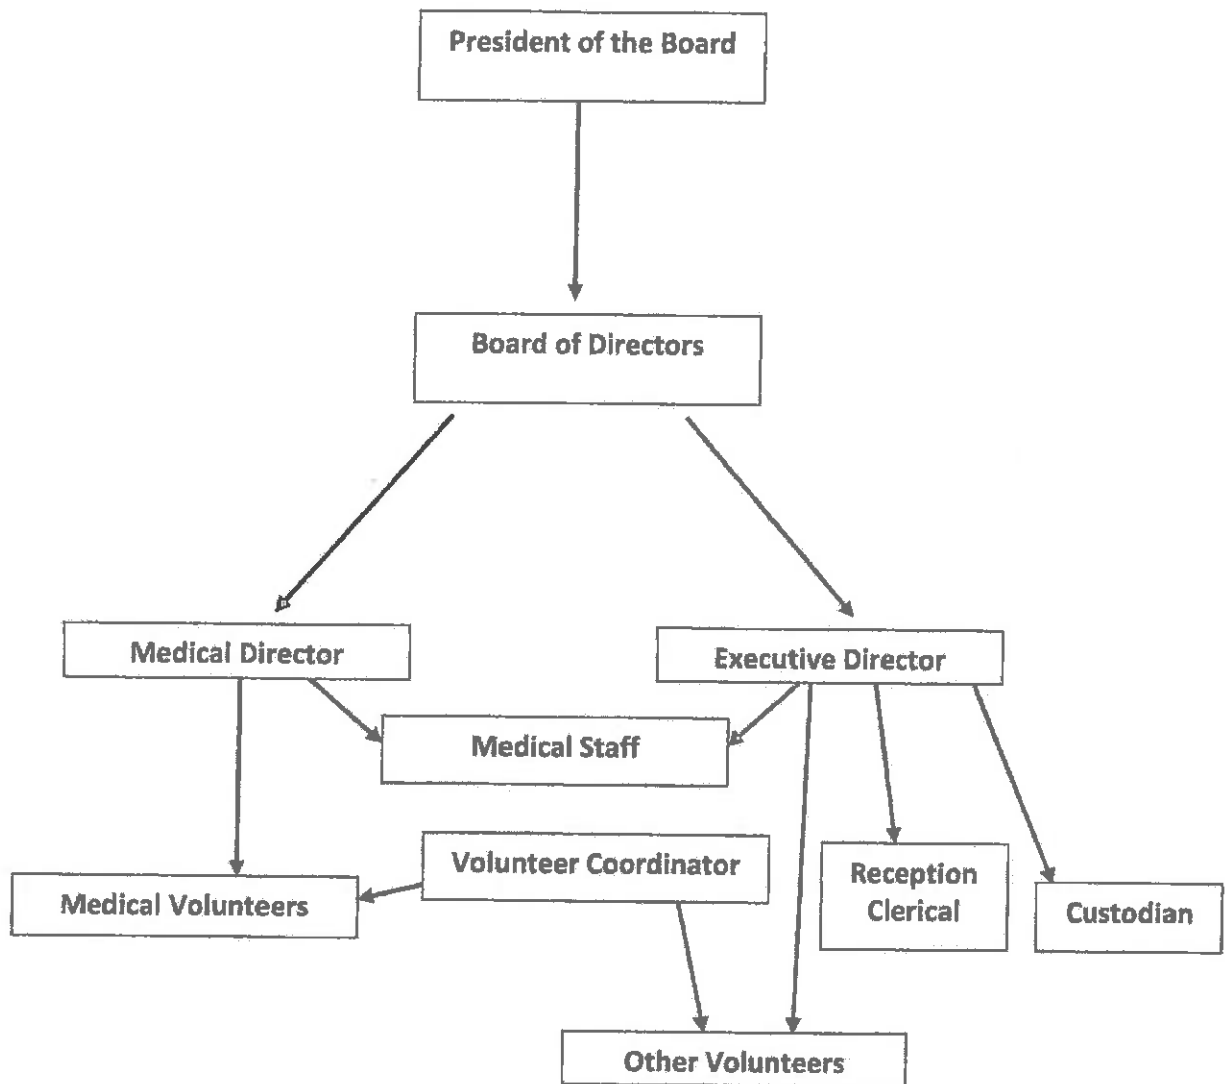 President of the Board
Board of Directors
Medical Director
Executive Director
Medical Staff
Volunteer Coordinator
Reception
Clerical
Medical Volunteers
Custodian
Other Volunteers